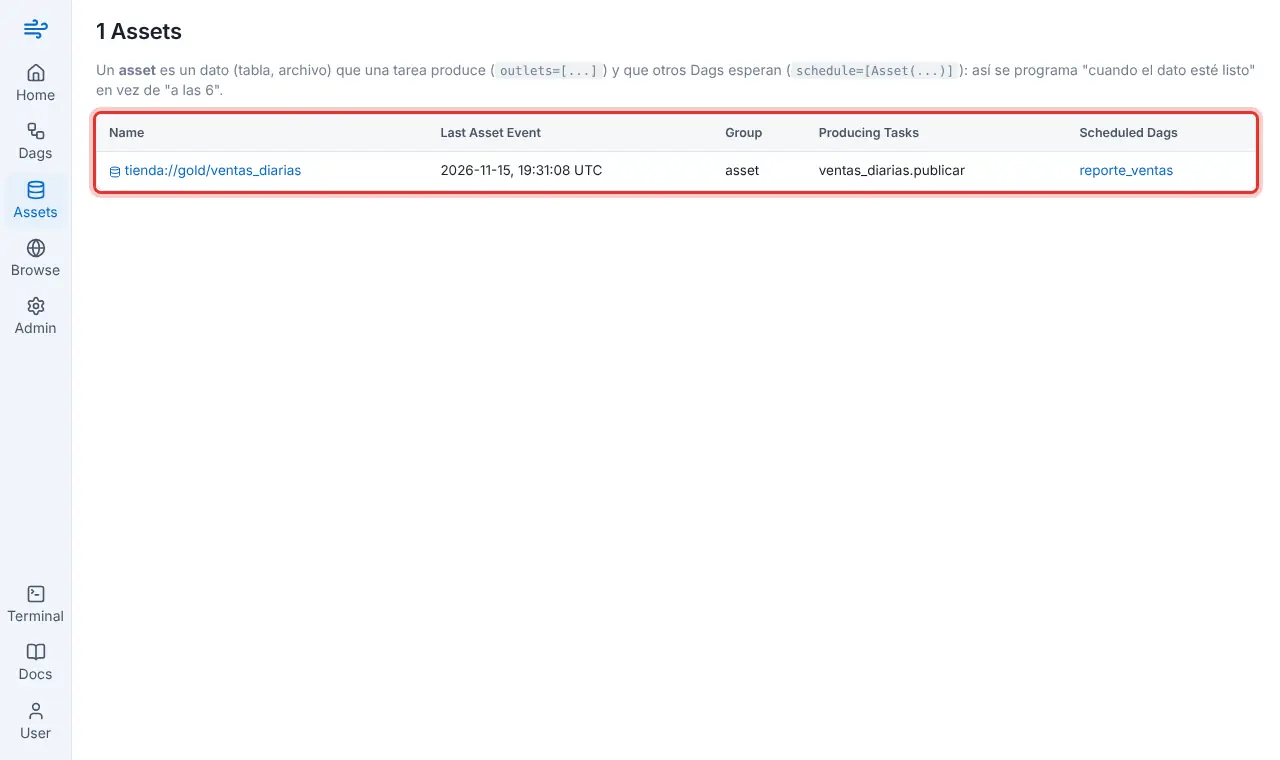 1 Assets
Un asset es un dato (tabla, archivo) que una tarea produce ( outlets=[...] ) y que otros Dags esperan ( schedule=[Asset(...)] ): así se programa "cuando el dato esté listo"
en vez de "a las 6".
Home
Dags
Assets
Browse
Admin
Name Last Asset Event Group Producing Tasks Scheduled Dags
tienda://gold/ventas_diarias 2026-11-15, 19:31:08 UTC asset ventas_diarias.publicar reporte_ventas
Terminal
Docs
User